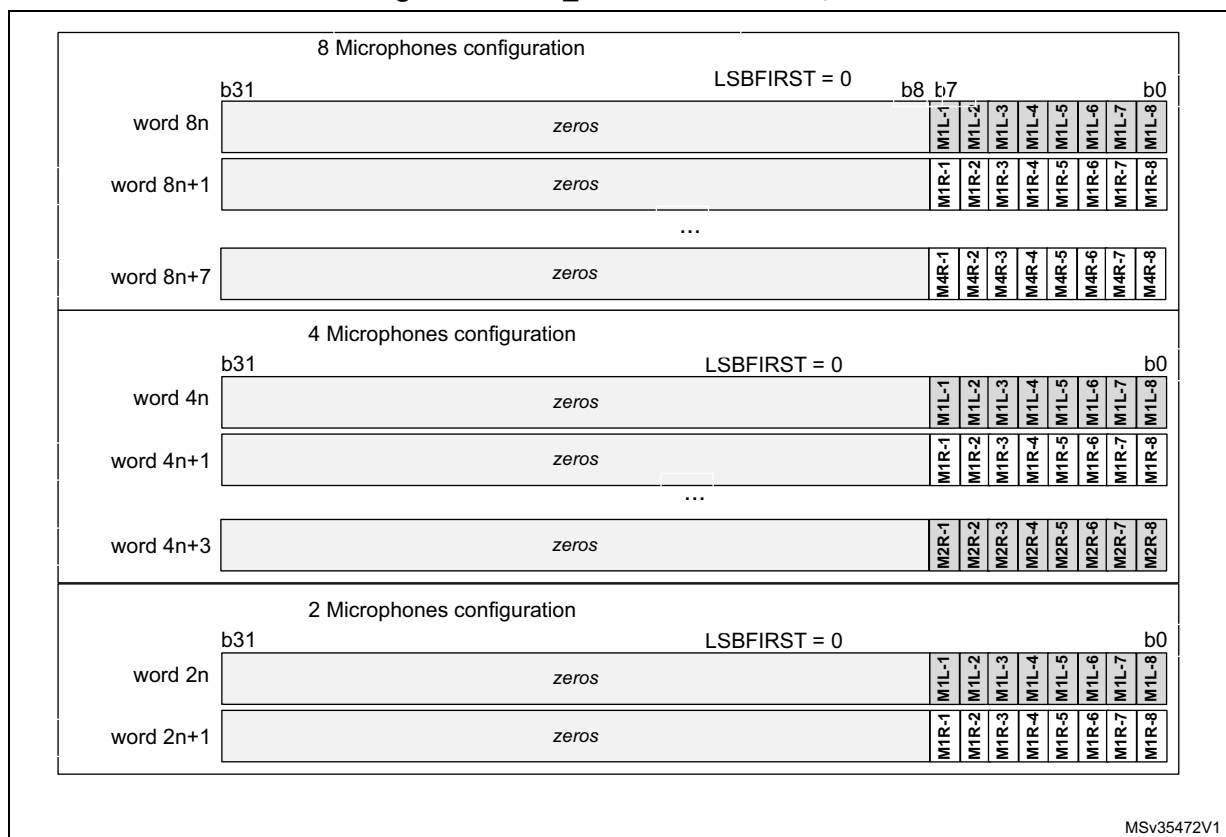 8 Microphones configuration
LSBFIRST = 0
b31 b8 b7 b0
word 8n zeros M1L-1 M1L-2 M1L-3 M1L-4 M1L-5 M1L-6 M1L-7 M1L-8
word 8n+1 zeros M1R-1 M1R-2 M1R-3 M1R-4 M1R-5 M1R-6 M1R-7 M1R-8
...
word 8n+7 zeros M4R-1 M4R-2 M4R-3 M4R-4 M4R-5 M4R-6 M4R-7 M4R-8
4 Microphones configuration
b31 LSBFIRST = 0 b0
word 4n zeros M1L-1 M1L-2 M1L-3 M1L-4 M1L-5 M1L-6 M1L-7 M1L-8
word 4n+1 zeros M1R-1 M1R-2 M1R-3 M1R-4 M1R-5 M1R-6 M1R-7 M1R-8
...
word 4n+3 zeros M2R-1 M2R-2 M2R-3 M2R-4 M2R-5 M2R-6 M2R-7 M2R-8
2 Microphones configuration
b31 LSBFIRST = 0 b0
word 2n zeros M1L-1 M1L-2 M1L-3 M1L-4 M1L-5 M1L-6 M1L-7 M1L-8
word 2n+1 zeros M1R-1 M1R-2 M1R-3 M1R-4 M1R-5 M1R-6 M1R-7 M1R-8
MSv35472V1